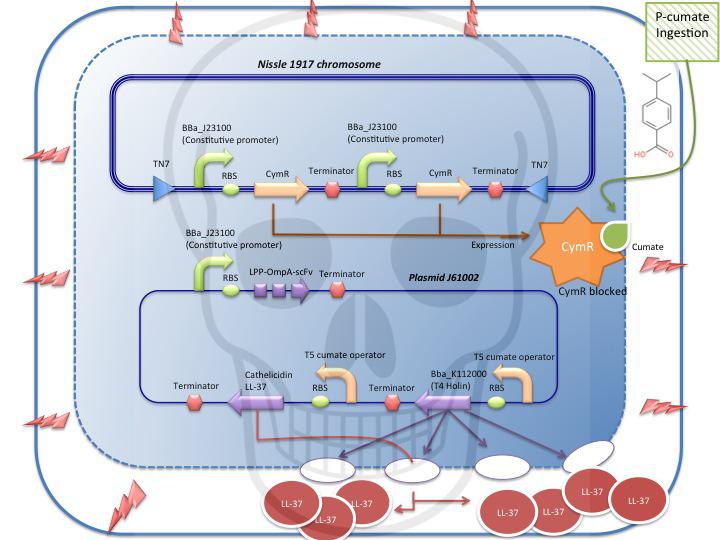 P-cumate
Ingestion
Nissle 1917 chromosome
BBa_J23100
(Constitutive promoter)
BBa_J23100
(Constitutive promoter)
TN7
RBS
CymR
Terminator
RBS
CymR
Terminator
TN7
HO
O
BBa_J23100
(Constitutive promoter)
Expression
CymR
Cumate
CymR blocked
RBS
LPP-OmpA-scFv
Terminator
Plasmid J61002
T5 cumate operator
T5 cumate operator
Terminator
Cathelicidin
LL-37
RBS
Terminator
Bba_K112000
(T4 Holin)
RBS
LL-37
LL-37
LL-37
LL-37
LL-37
LL-37
LL-37